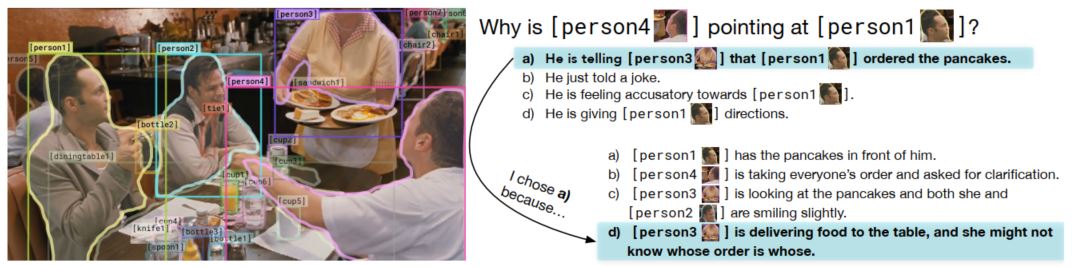 [person1]
[person2]
[person3]
[person4]
[person7]
[chair1]
[chair2]
[sandwich1]
[tie1]
[bottle2]
[diningtable1]
[cup2]
[cup3]
[cup1]
[cup6]
[cup5]
[cup4]
[knife1]
[bottle3]
[bottle1]
[spoon1]
Why is [person4 ] pointing at [person1 ]?
a) He is telling [person3 ] that [person1 ] ordered the pancakes.
b) He just told a joke.
c) He is feeling accusatory towards [person1 ].
d) He is giving [person1 ] directions.
I chose a)
because...
a) [person1 ] has the pancakes in front of him.
b) [person4 ] is taking everyone's order and asked for clarification.
c) [person3 ] is looking at the pancakes and both she and
[person2 ] are smiling slightly.
d) [person3 ] is delivering food to the table, and she might not
know whose order is whose.